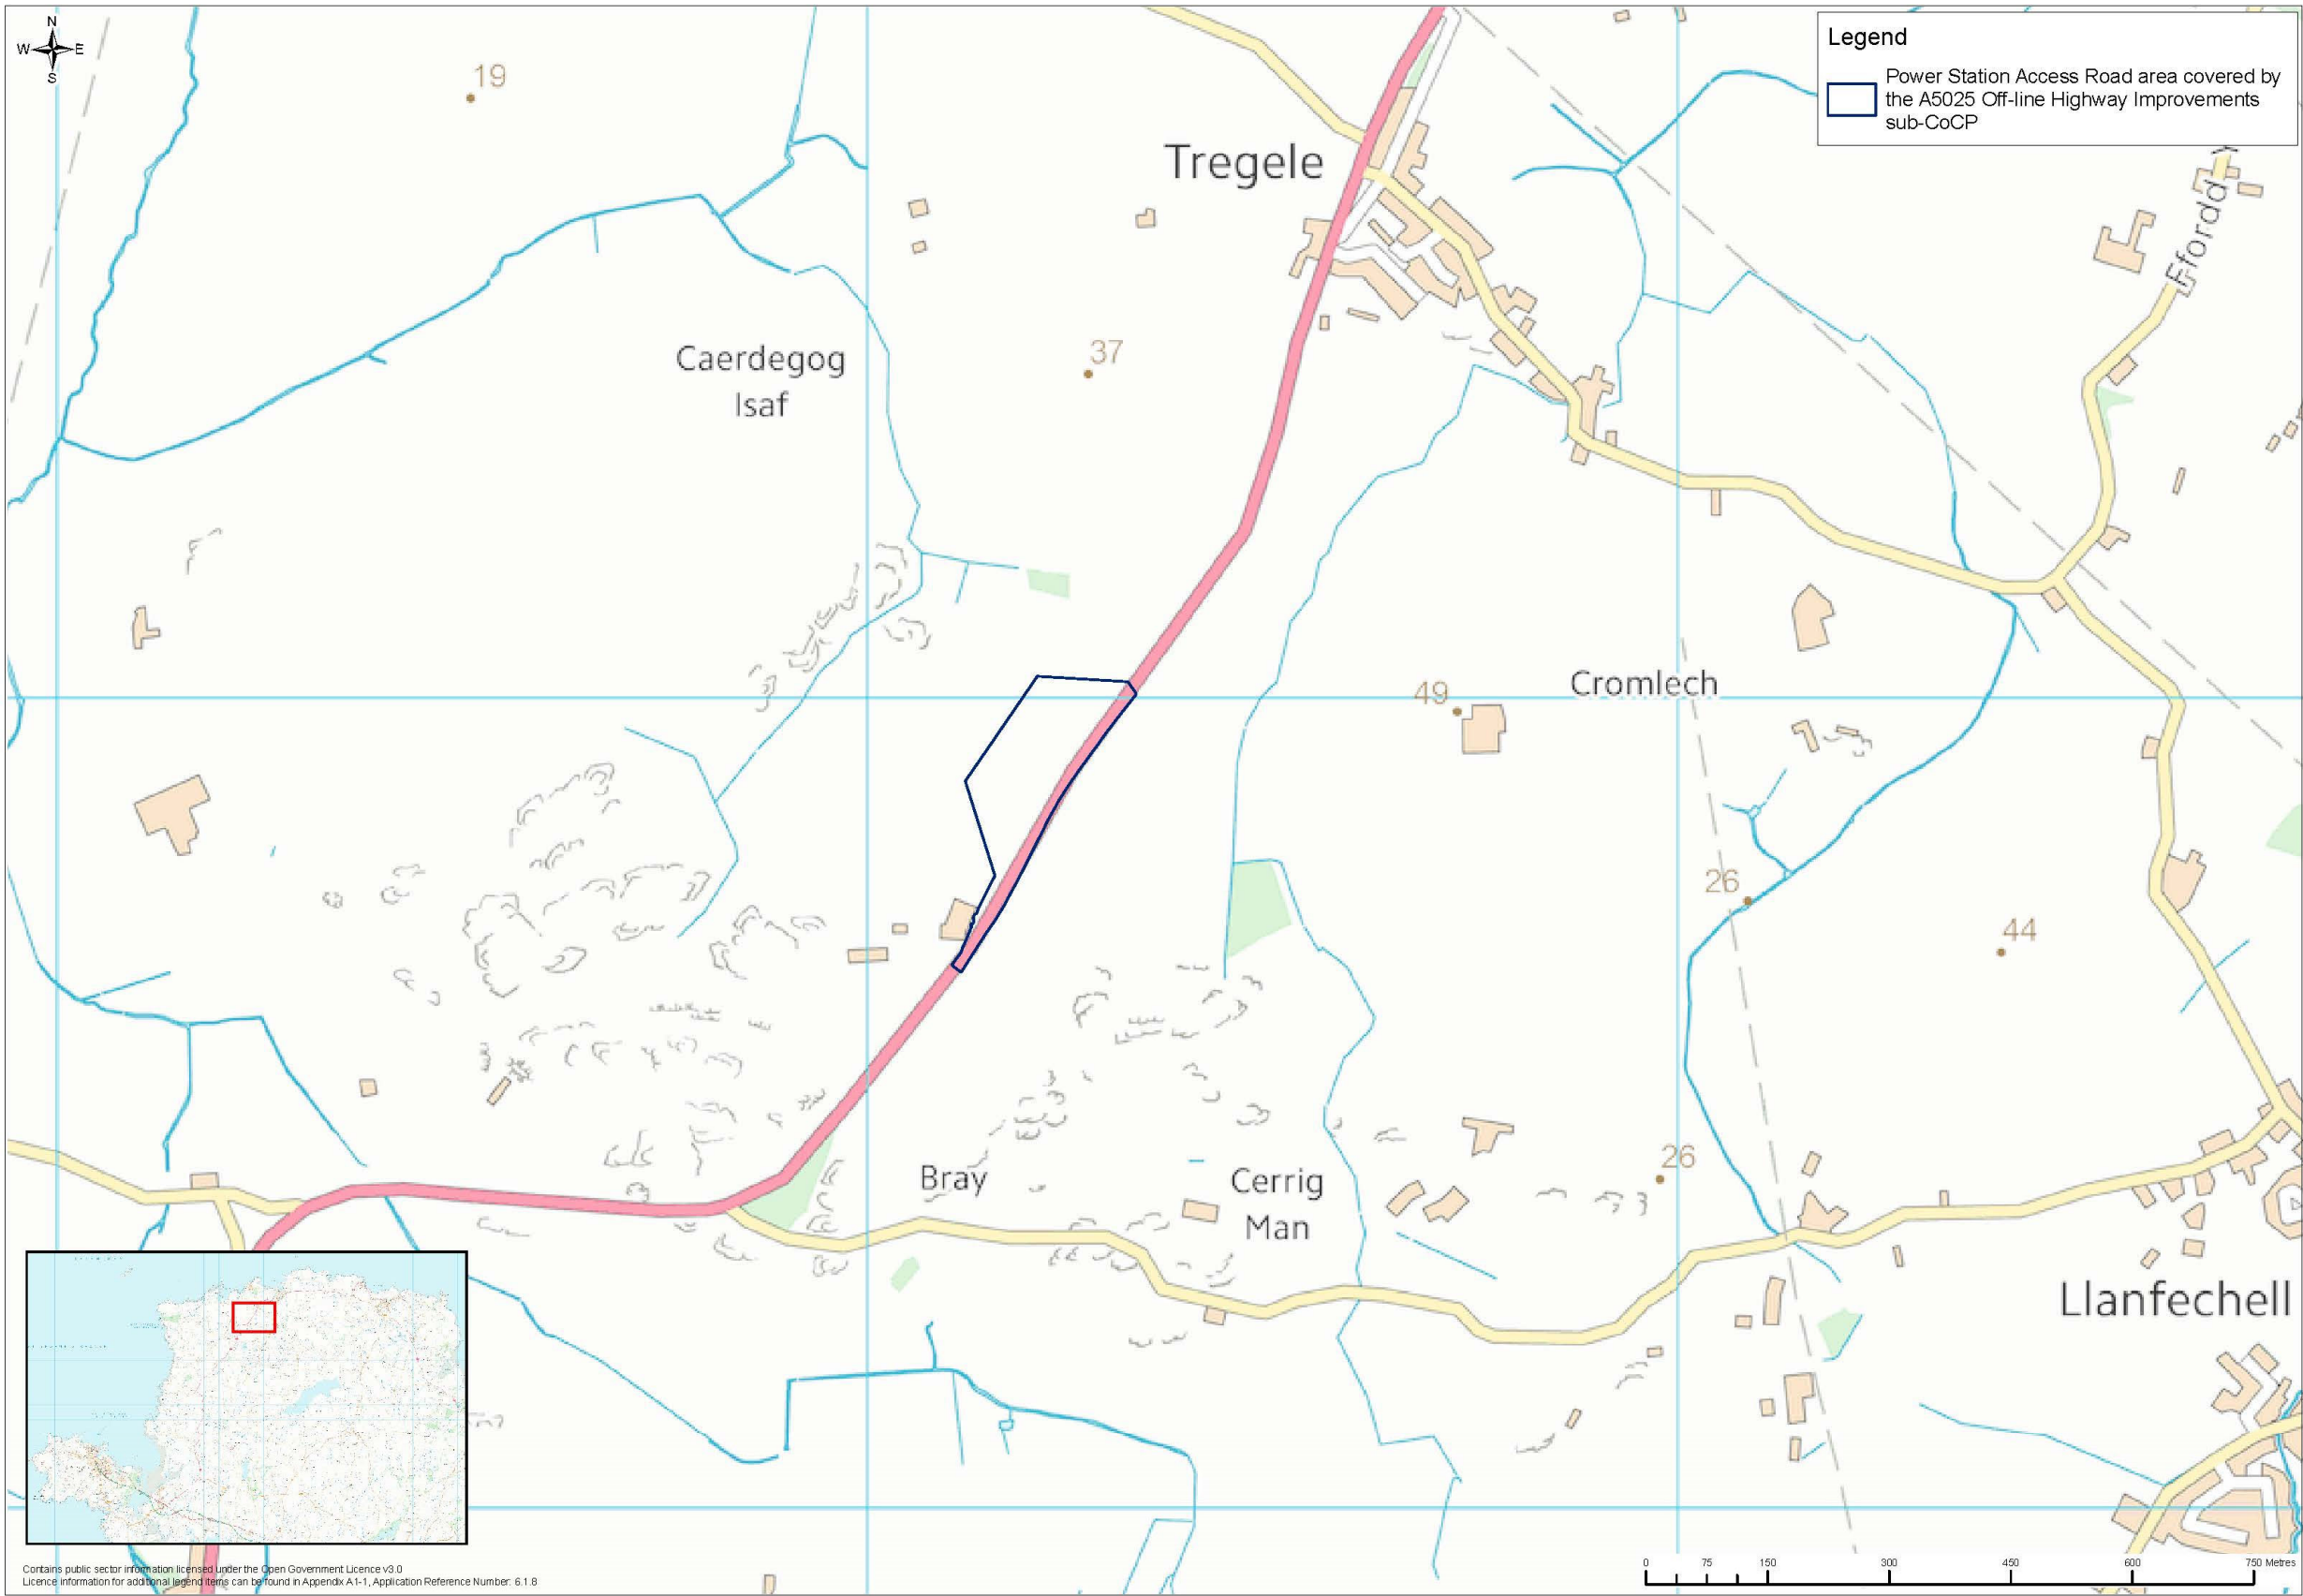 N
W E
S
19
Legend
Power Station Access Road area covered by
the A5025 Off-line Highway Improvements
sub-CoCP
Tregele
Ffordd
Caerdegog
Isaf
37
49
Cromlech
26
44
26
Bray
Cerrig
Man
Llanfechell
Contains public sector information licensed under the Open Government Licence v3.0
Licence information for additional legend items can be found in Appendix A1-1, Application Reference Number: 6.1.8
0 75 150 300 450 600 750 Metres